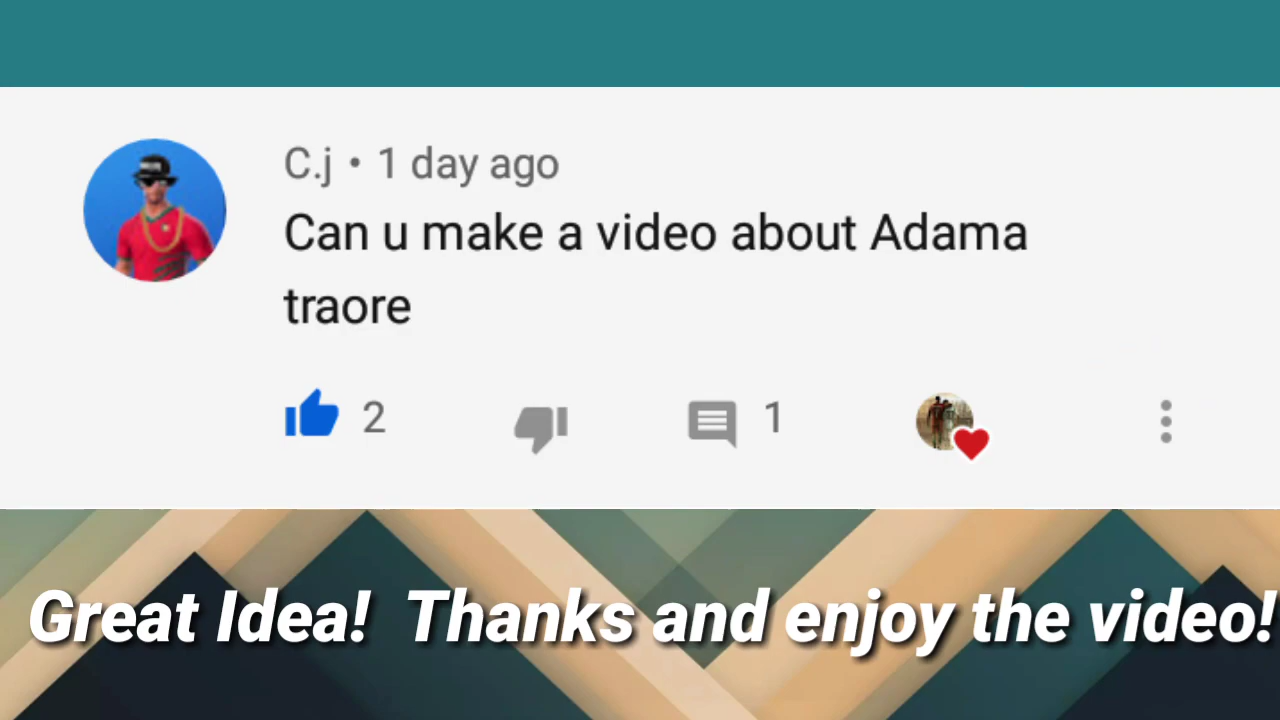 C.j • 1 day ago
Can u make a video about Adama
traore
2
1
Great Idea! Thanks and enjoy the video!